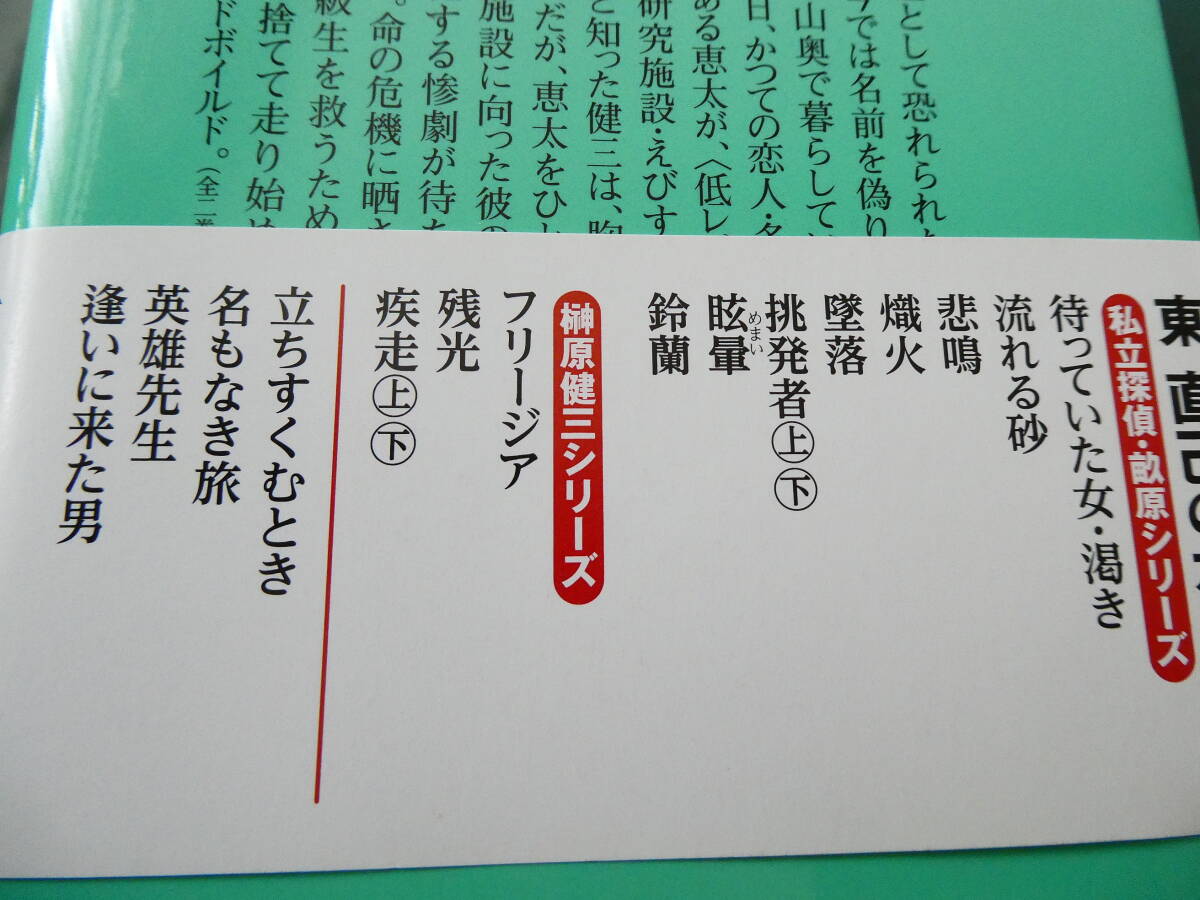 として恐れられ
では名前を偽り
山奥で暮らして
日、かつての恋人・
ある恵太が、〈低レ
研究施設・えびす
と知った健三は、胸
だが、恵太をひ
施設に向った彼の
する惨劇が待
。命の危機に晒さ
級生を救うため
捨てて走り始め
ドボイルド。(全二巻
東 直己の
私立探偵・畝原シリーズ
待っていた女・渇き
流れる砂
悲鳴
熾火
墜落
挑発者㊤㊦
眩暈
めまい
鈴蘭
榊原健三シリーズ
フリージア
残光
疾走㊤㊦
立ちすくむとき
名もなき旅
英雄先生
逢いに来た男